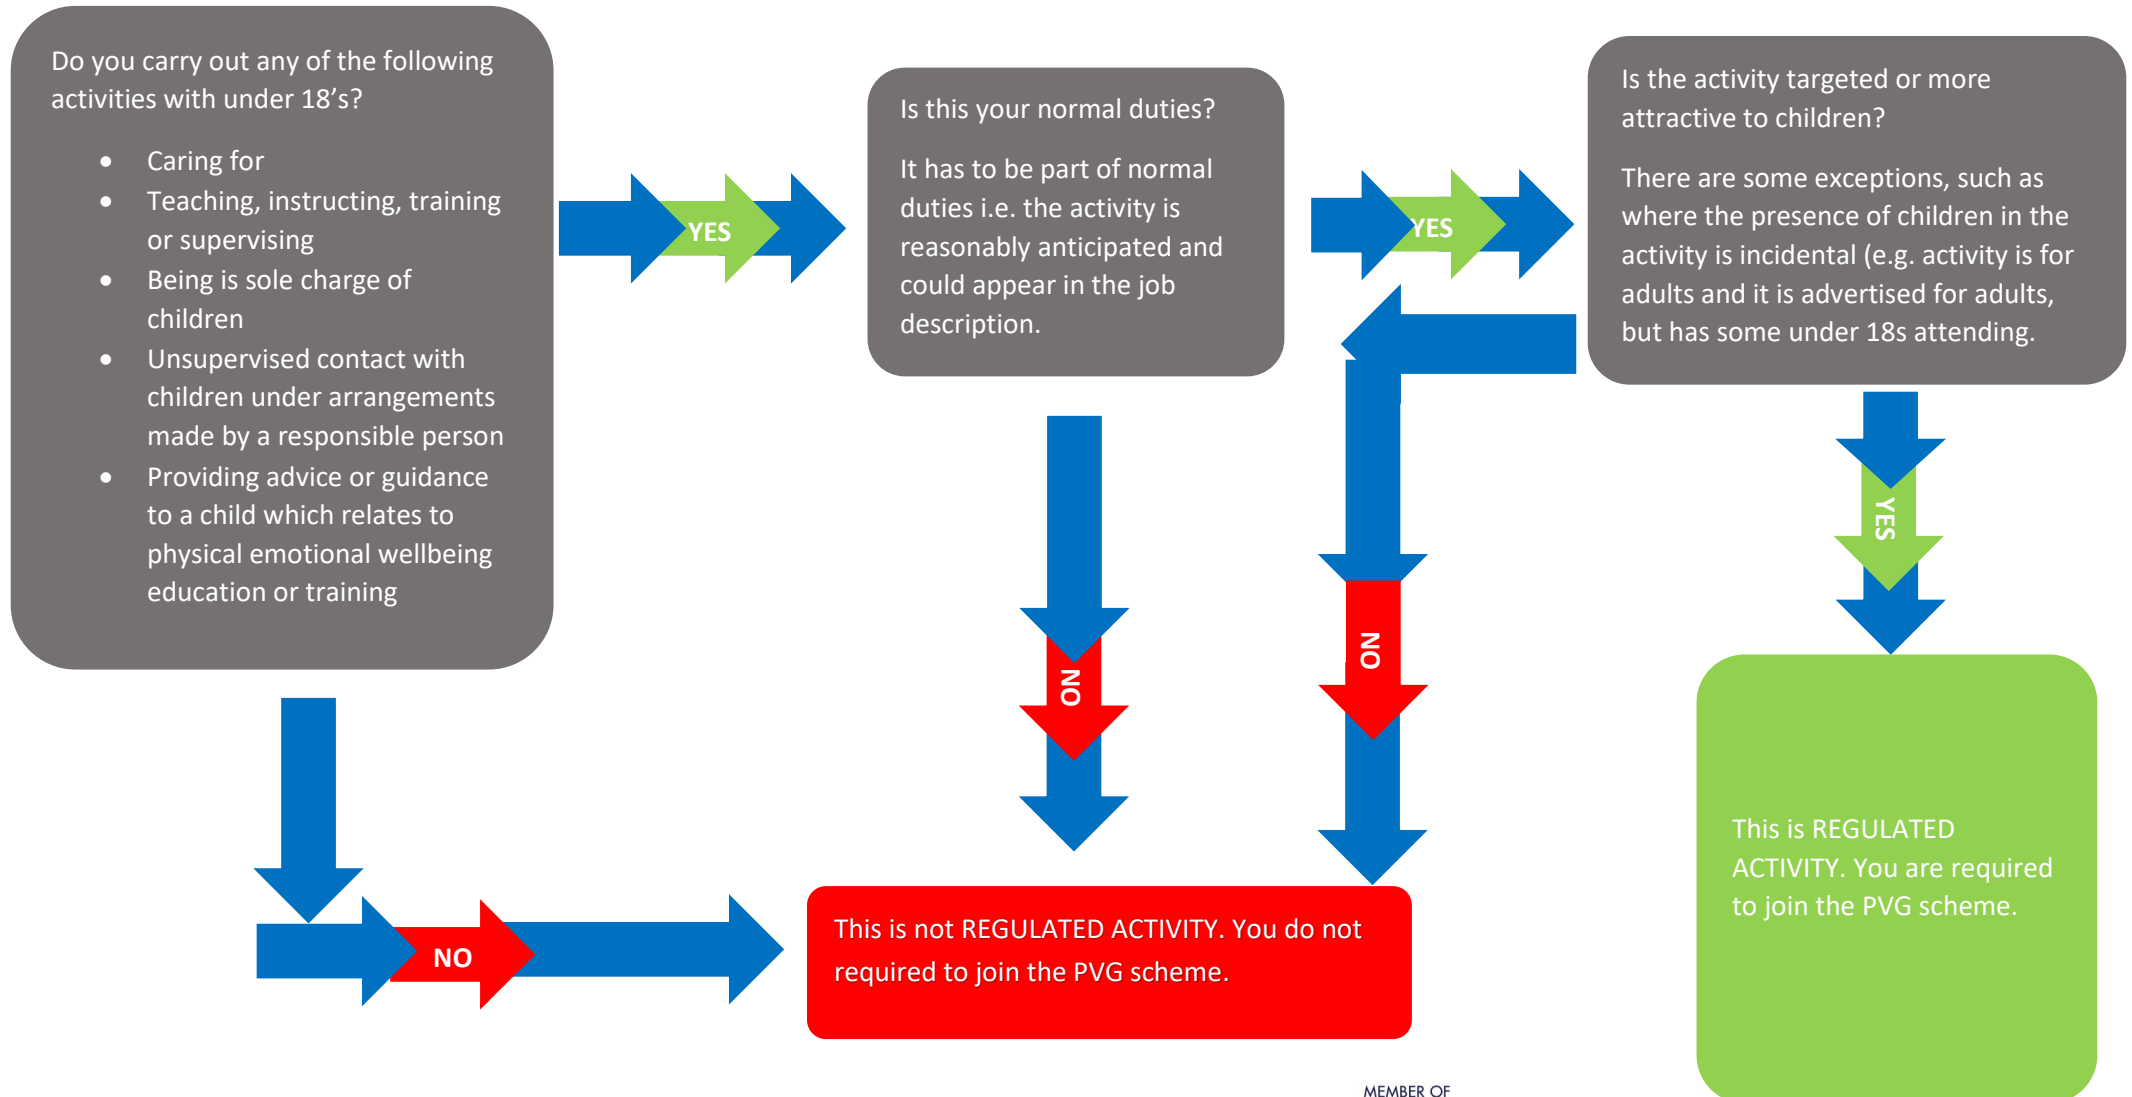 Do you carry out any of the following
activities with under 18's?
• Caring for
• Teaching, instructing, training
or supervising
• Being is sole charge of
children
• Unsupervised contact with
children under arrangements
made by a responsible person
• Providing advice or guidance
to a child which relates to
physical emotional wellbeing
education or training
YES
Is this your normal duties?
It has to be part of normal
duties i.e. the activity is
reasonably anticipated and
could appear in the job
description.
YES
Is the activity targeted or more
attractive to children?
There are some exceptions, such as
where the presence of children in the
activity is incidental (e.g. activity is for
adults and it is advertised for adults,
but has some under 18s attending.
YES
NO
NO
NO
This is not REGULATED ACTIVITY. You do not
required to join the PVG scheme.
This is REGULATED
ACTIVITY. You are required
to join the PVG scheme.
MEMBER OF